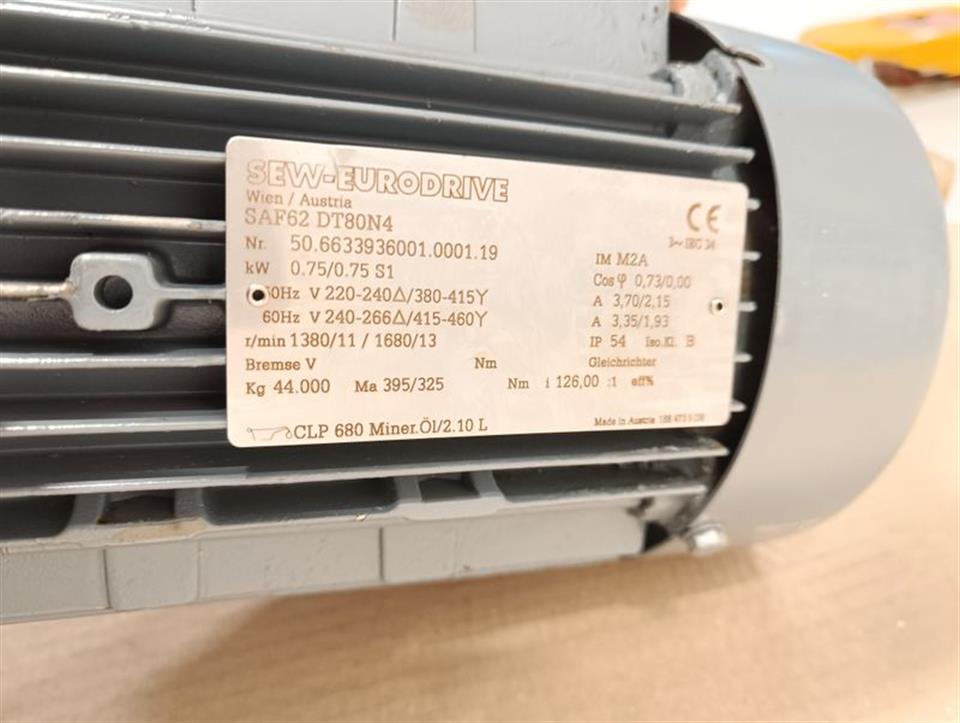 SEW-EURODRIVE
Wien / Austria
SAF62 DT80N4
Nr. 50.6633936001.0001.19
CE
3~ IEC 34
kW 0.75/0.75 S1
IM M2A
Cos φ 0,73/0,00
50Hz V 220-240Δ/380-415Y
A 3,70/2,15
60Hz V 240-266Δ/415-460Y
A 3,35/1,93
r/min 1380/11 / 1680/13
IP 54 Iso.Kl. B
Bremse V Nm Gleichrichter
Kg 44.000 Ma 395/325 Nm i 126,00 :1 eff%
CLP 680 Miner.Öl/2.10 L
Made in Austria